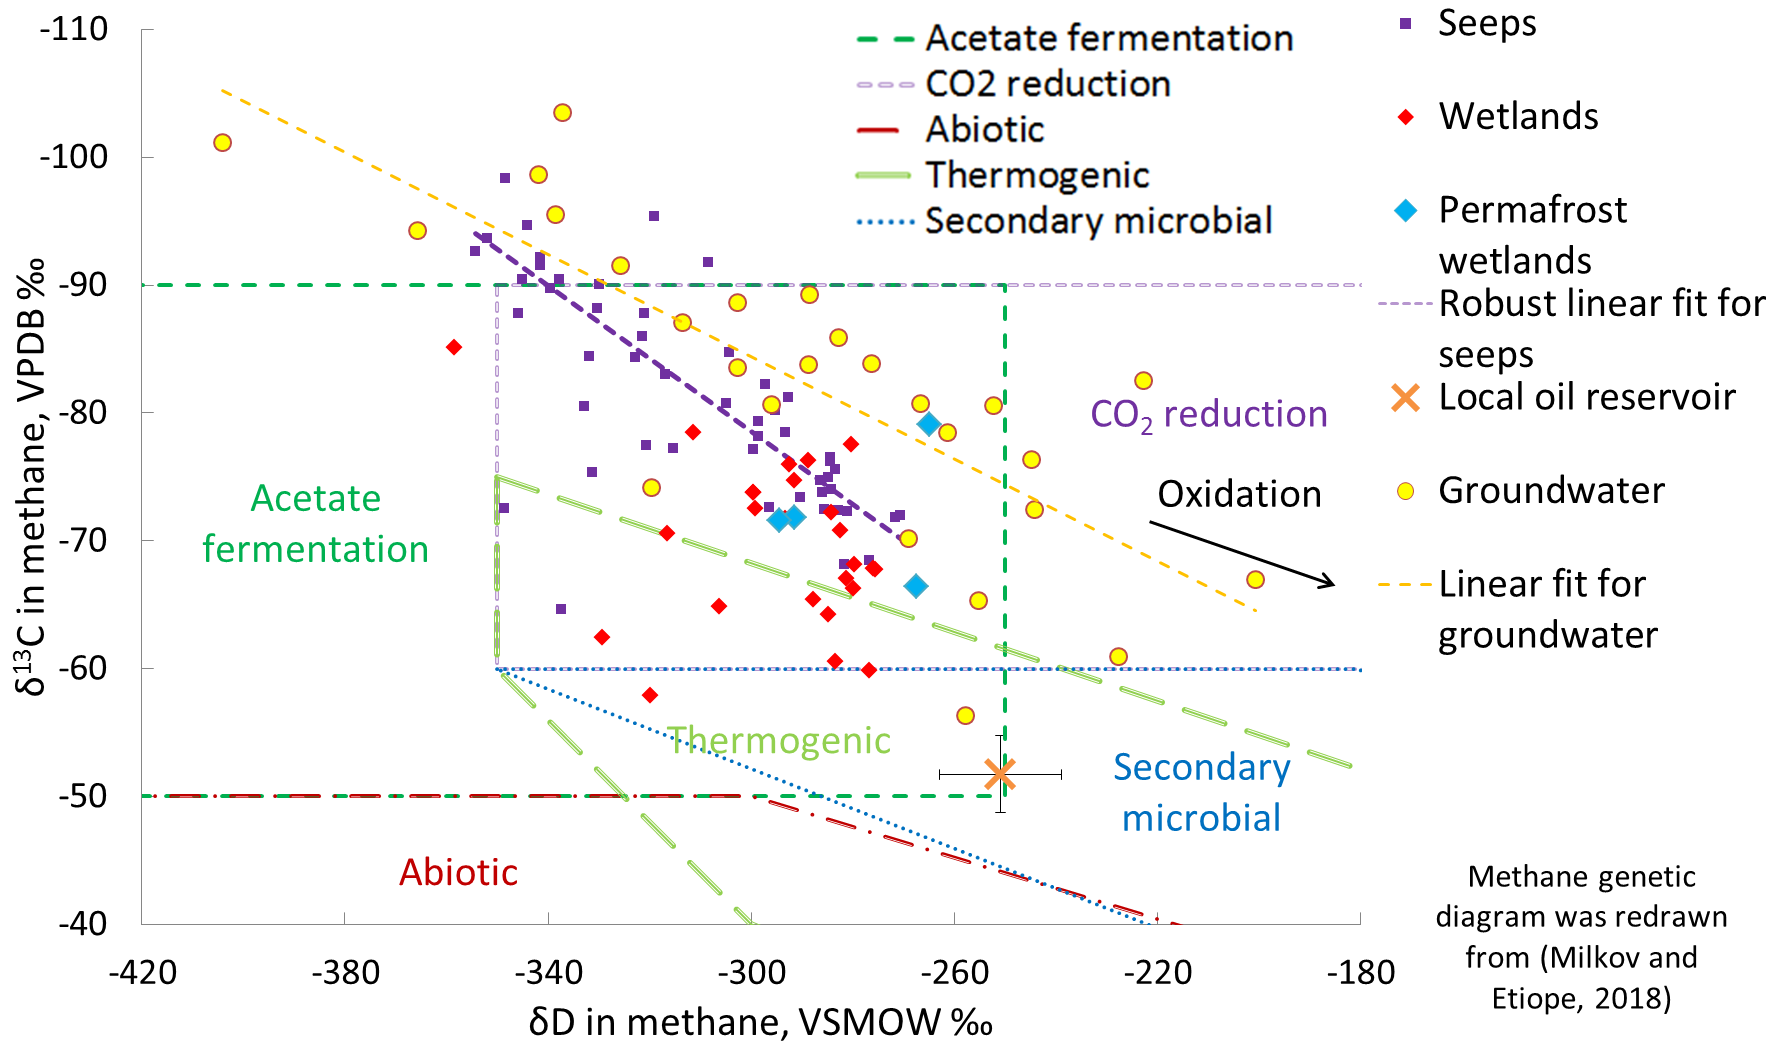 -110
-100
-90
-80
-70
-60
-50
-40
-420
-380
-340
-300
-260
-220
-180
δ13C in methane, VPDB ‰
δD in methane, VSMOW ‰
Acetate fermentation
CO2 reduction
Abiotic
Thermogenic
Secondary microbial
Acetate
fermentation
CO2 reduction
Oxidation
Thermogenic
Secondary
microbial
Abiotic
Seeps
Wetlands
Permafrost
wetlands
Robust linear fit for
seeps
Local oil reservoir
Groundwater
Linear fit for
groundwater
Methane genetic
diagram was redrawn
from (Milkov and
Etiope, 2018)